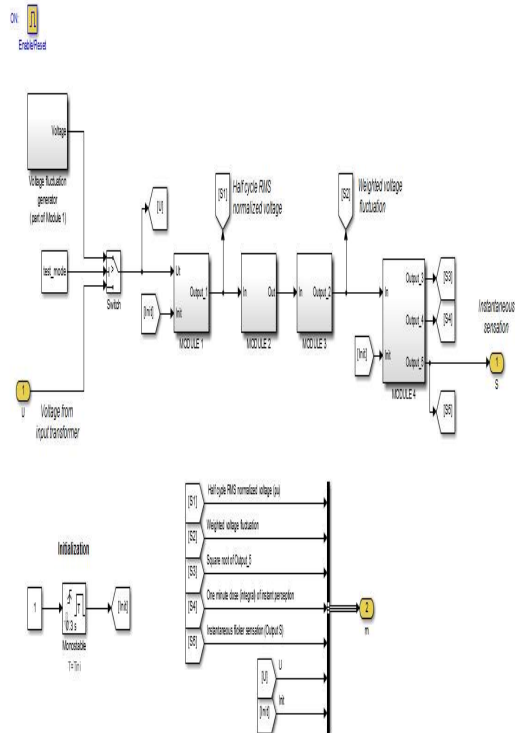 ON:
Enable/Reset
Voltage
Voltage fluctuation
generator
(part of Module 1)
test_mode
>
Switch
1
U
Voltage from
input transformer
[U]
[Init]
Ut
Init
Output_1
MODULE 1
[S1]
Half cycle RMS
normalized voltage
In
Out
MODULE 2
In
Output_2
MODULE 3
[S2]
Weighted voltage
fluctuation
[Init]
In
Init
Output_3
Output_4
Output_5
MODULE 4
[S3]
[S4]
[S5]
Instantaneous
sensation
1
S
Initialization
1
0.3 s
Monostable
T= Tini
[Init]
[S1]
Half cycle RMS normalized voltage (pu)
[S2]
Weighted voltage fluctuation
[S3]
Square root of Output_5
[S4]
One minute dose (integral) of instant perception
[S5]
Instantaneous flicker sensation (Output S)
[U]
U
[Init]
Init
2
m